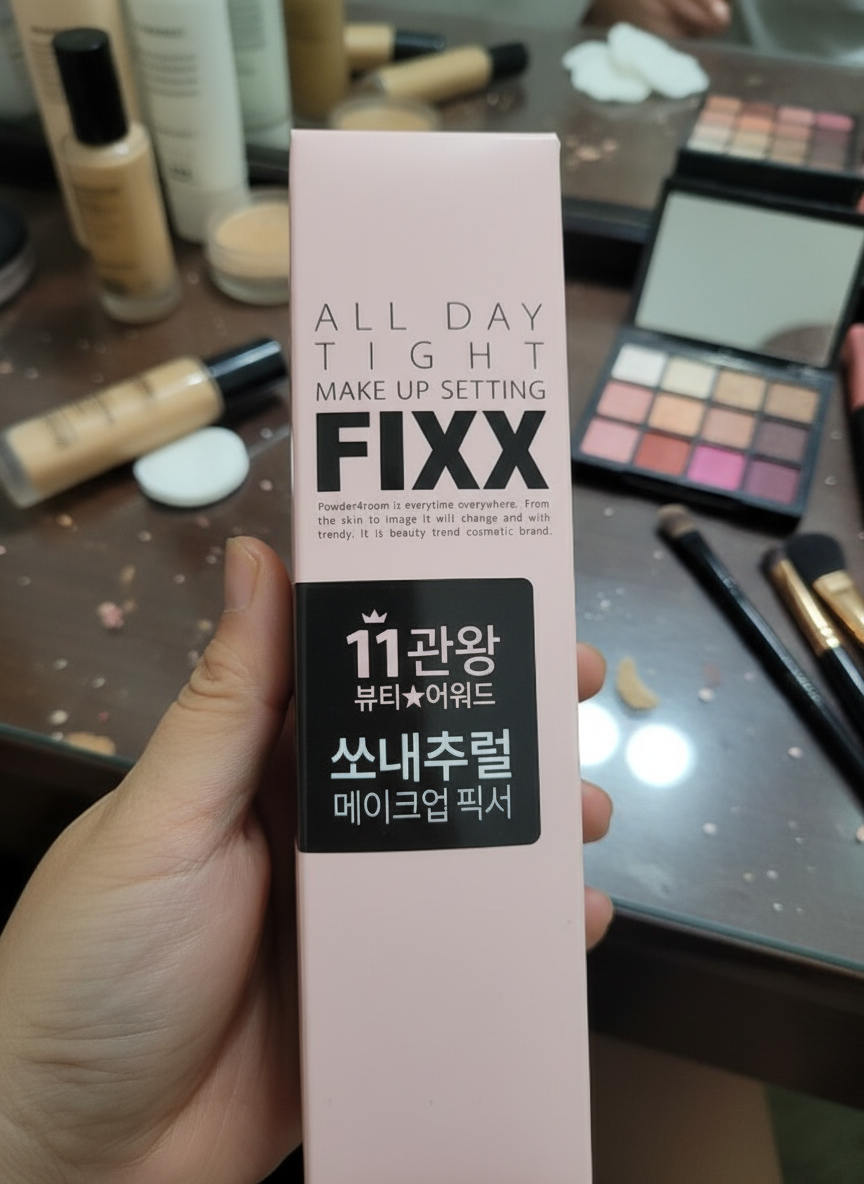 ALL DAY
TIGHT
MAKE UP SETTING
FIXX
Powder4room iz everytime overywhere. From
the skin to image it will change and with
trendy. It is beauty trend cosmetic brand.
11관왕
뷰티★어워드
쏘내추럴
메이크업 픽서